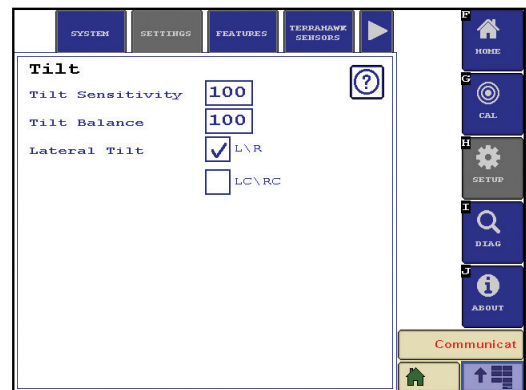 SYSTEM
SETTINGS
FEATURES
TERRAHAWK
SENSORS
Tilt
?
Tilt Sensitivity 100
Tilt Balance 100
Lateral Tilt L\R
LC\RC
F
HOME
G
CAL
H
SETUP
I
DIAG
J
ABOUT
Communicat